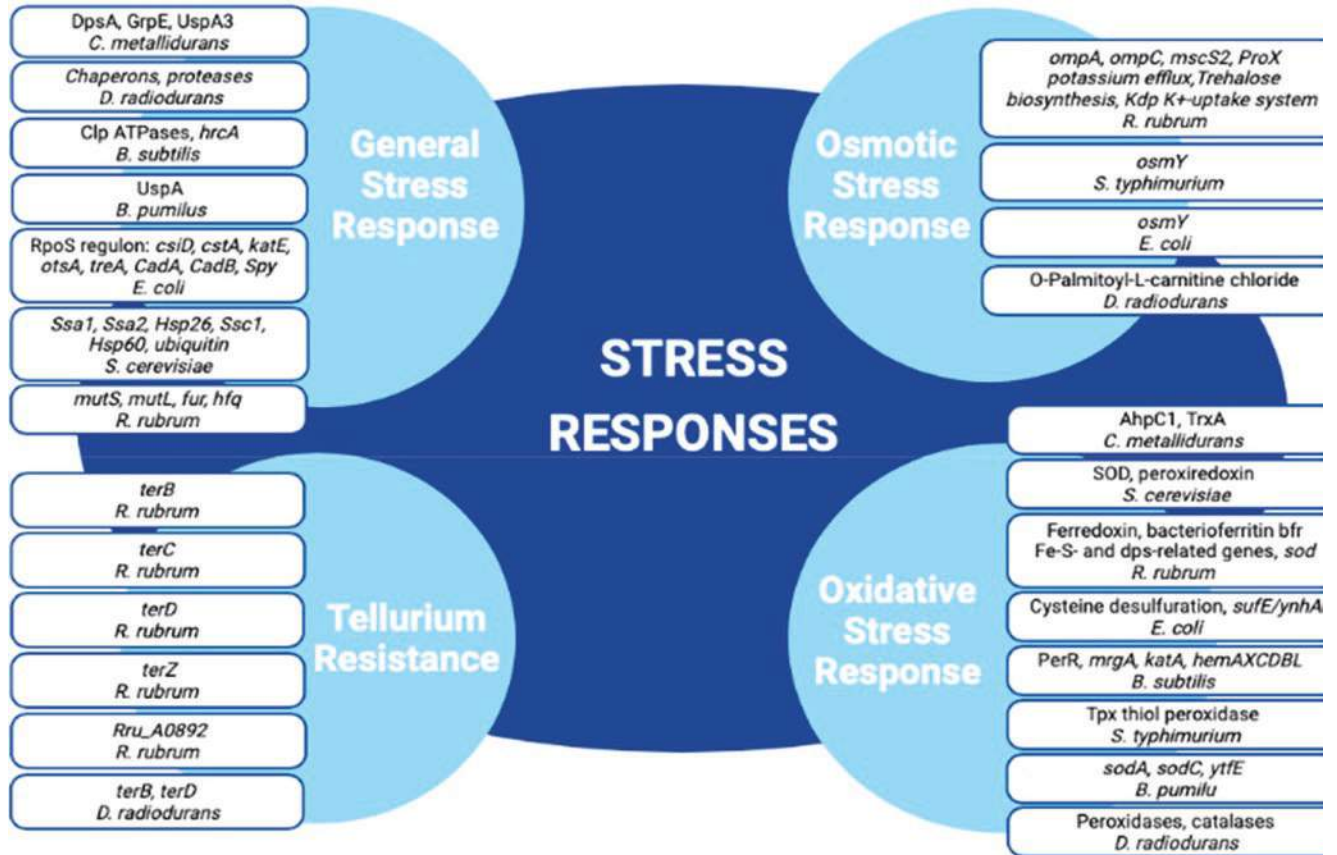 DpsA, GrpE, UspA3
C. metallidurans
Chaperons, proteases
D. radiodurans
Clp ATPases, hrcA
B. subtilis
UspA
B. pumilus
RpoS regulon: csiD, cstA, katE,
otsA, treA, CadA, CadB, Spy
E. coli
Ssa1, Ssa2, Hsp26, Ssc1,
Hsp60, ubiquitin
S. cerevisiae
mutS, mutL, fur, hfq
R. rubrum
General
Stress
Response
Osmotic
Stress
Response
ompA, ompC, mscS2, ProX
potassium efflux,Trehalose
biosynthesis, Kdp K+-uptake system
R. rubrum
osmY
S. typhimurium
osmY
E. coli
O-Palmitoyl-L-carnitine chloride
D. radiodurans
STRESS
RESPONSES
terB
R. rubrum
terC
R. rubrum
terD
R. rubrum
terZ
R. rubrum
Rru_A0892
R. rubrum
terB, terD
D. radiodurans
Tellurium
Resistance
Oxidative
Stress
Response
AhpC1, TrxA
C. metallidurans
SOD, peroxiredoxin
S. cerevisiae
Ferredoxin, bacterioferritin bfr
Fe-S- and dps-related genes, sod
R. rubrum
Cysteine desulfuration, sufE/ynhA
E. coli
PerR, mrgA, katA, hemAXCDBL
B. subtilis
Tpx thiol peroxidase
S. typhimurium
sodA, sodC, ytfE
B. pumilu
Peroxidases, catalases
D. radiodurans